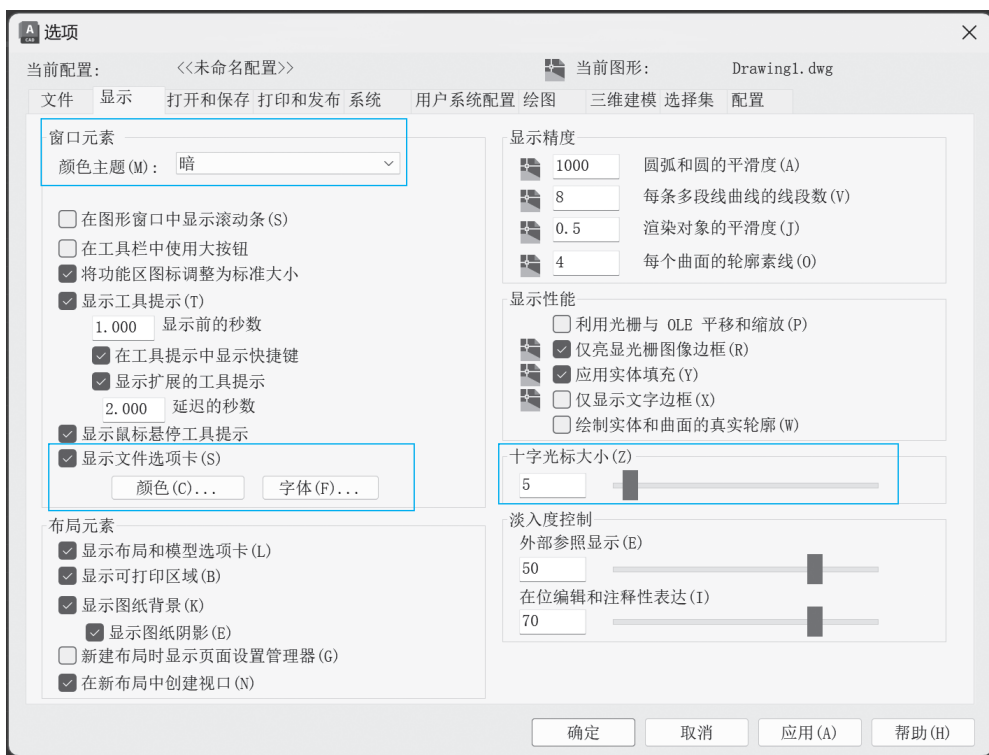 选项
当前配置: <<未命名配置>> 当前图形: Drawing1.dwg
文件 显示 打开和保存 打印和发布 系统 用户系统配置 绘图 三维建模 选择集 配置
窗口元素
颜色主题(M): 暗
在图形窗口中显示滚动条(S)
在工具栏中使用大按钮
将功能区图标调整为标准大小
显示工具提示(T)
1.000 显示前的秒数
在工具提示中显示快捷键
显示扩展的工具提示
2.000 延迟的秒数
显示鼠标悬停工具提示
显示文件选项卡(S)
颜色(C)... 字体(F)...
布局元素
显示布局和模型选项卡(L)
显示可打印区域(B)
显示图纸背景(K)
显示图纸阴影(E)
新建布局时显示页面设置管理器(G)
在新布局中创建视口(N)
显示精度
1000 圆弧和圆的平滑度(A)
8 每条多段线曲线的线段数(V)
0.5 渲染对象的平滑度(J)
4 每个曲面的轮廓素线(O)
显示性能
利用光栅与 OLE 平移和缩放(P)
仅亮显光栅图像边框(R)
应用实体填充(Y)
仅显示文字边框(X)
绘制实体和曲面的真实轮廓(W)
十字光标大小(Z)
5
淡入度控制
外部参照显示(E)
50
在位编辑和注释性表达(I)
70
确定 取消 应用(A) 帮助(H)